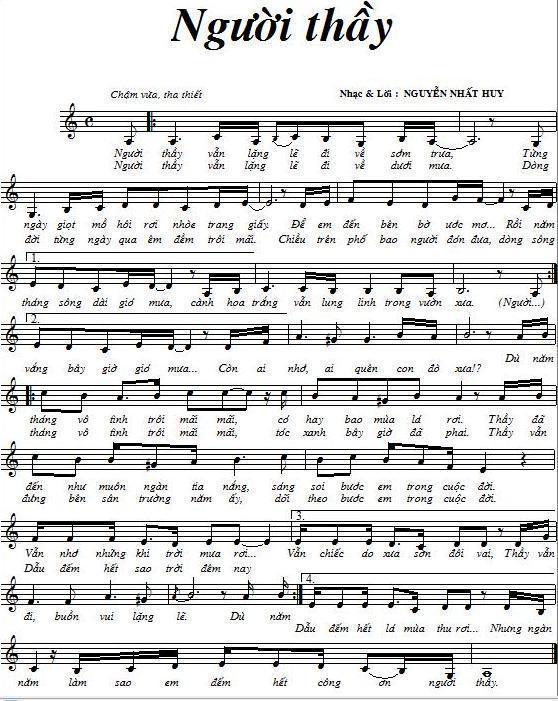 Người thầy
Chậm vừa, tha thiết
Nhạc & Lời : NGUYỄN NHẤT HUY
Người thầy vẫn lặng lẽ đi về sớm trưa, Từng
Người thầy vẫn lặng lẽ đi về dưới mưa. Dòng
ngày giọt mồ hôi rơi nhòe trang giấy. Để em đến bên bờ ước mơ... Rồi năm
đời từng ngày qua êm đềm trôi mãi. Chiều trên phố bao người đón đưa, dòng sông
1.
tháng sông dài gió mưa, cành hoa trắng vẫn lung linh trong vườn xưa. (Người...)
2.
vắng bây giờ gió mưa... Còn ai nhớ, ai quên con đò xưa!?
Dù năm
tháng vô tình trôi mãi mãi, có hay bao mùa lá rơi. Thầy đã
tháng vô tình trôi mãi mãi, tóc xanh bây giờ đã phai. Thầy vẫn
đến như muôn ngàn tia nắng, sáng soi bước em trong cuộc đời.
đứng bên sân trường năm ấy, dõi theo bước em trong cuộc đời.
3.
Vẫn nhớ những khi trời mưa rơi... Vẫn chiếc áo xưa sờn đôi vai, Thầy vẫn
Dẫu đếm hết sao trời đêm nay
4.
đi, buồn vui lặng lẽ. Dù năm
Dẫu đếm hết lá mùa thu rơi... Nhưng ngàn
năm làm sao em đếm hết công ơn người thầy.